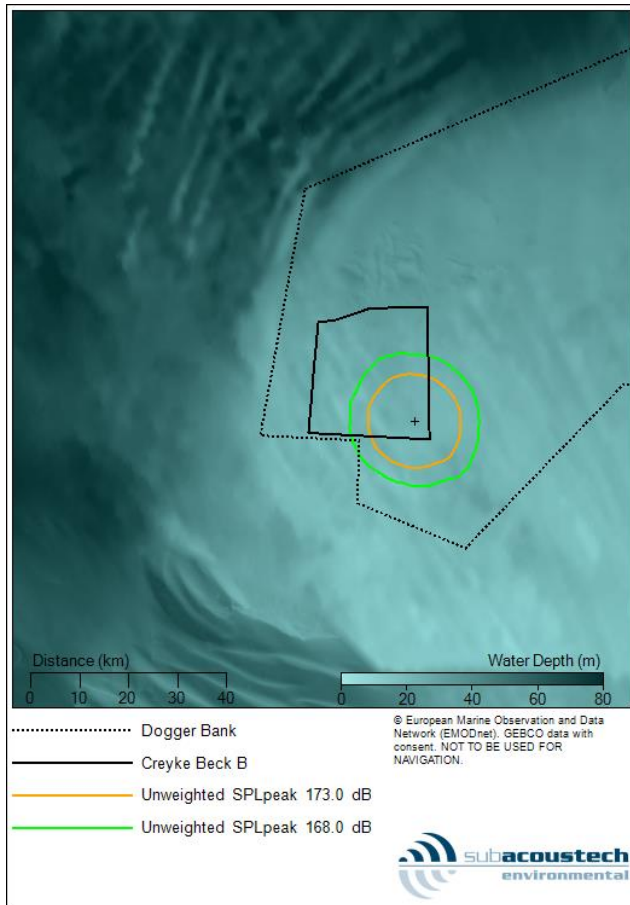 Distance (km)
0 10 20 30 40
Water Depth (m)
0 20 40 60 80
Dogger Bank
Creyke Beck B
Unweighted SPLpeak 173.0 dB
Unweighted SPLpeak 168.0 dB
© European Marine Observation and Data
Network (EMODnet). GEBCO data with
consent. NOT TO BE USED FOR
NAVIGATION.
subacoustech
environmental